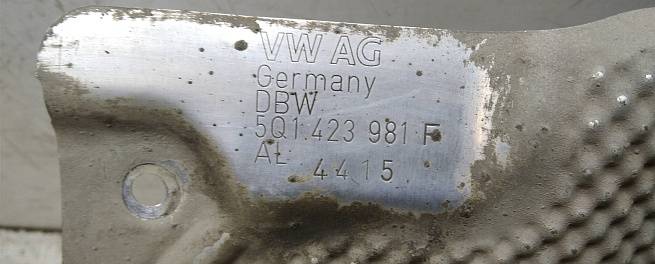 VW AG
Germany
DBW
5Q1.423 981 F
AL 4415